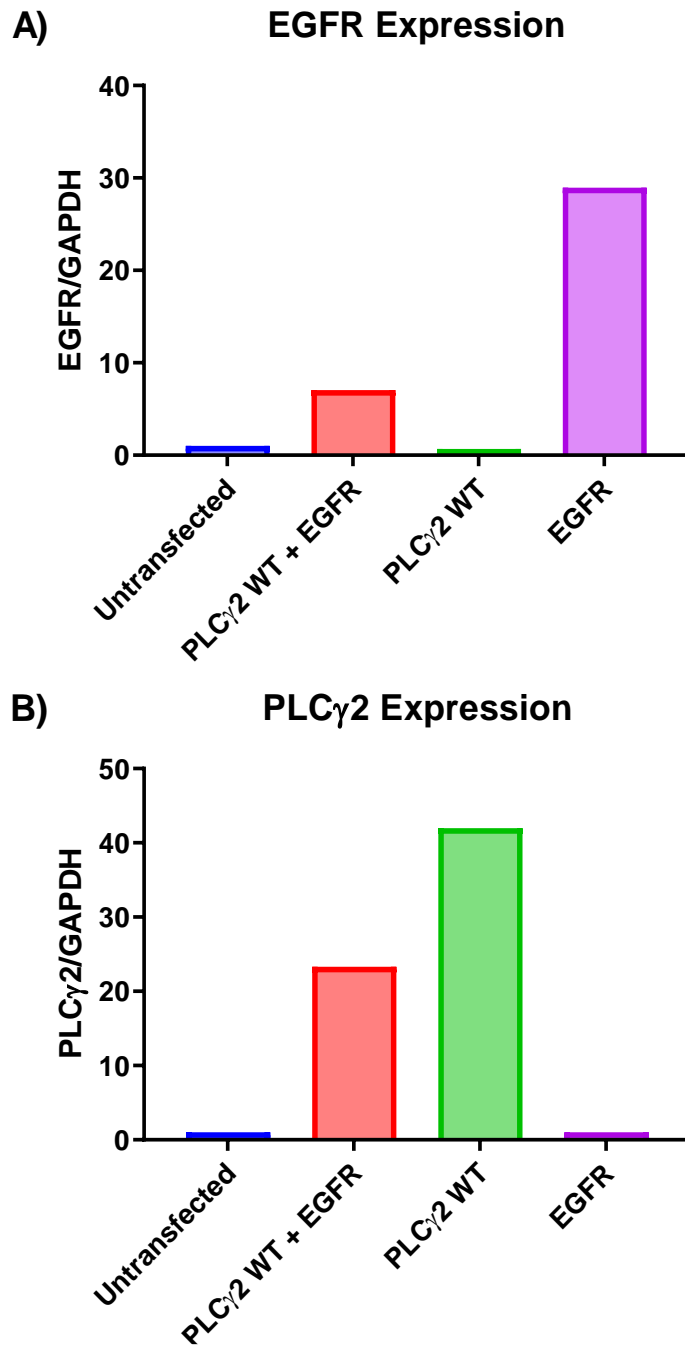 A)
EGFR Expression
EGFR/GAPDH
40
30
20
10
0
Untransfected
PLCγ2 WT + EGFR
PLCγ2 WT
EGFR
B)
PLCγ2 Expression
PLCγ2/GAPDH
50
40
30
20
10
0
Untransfected
PLCγ2 WT + EGFR
PLCγ2 WT
EGFR